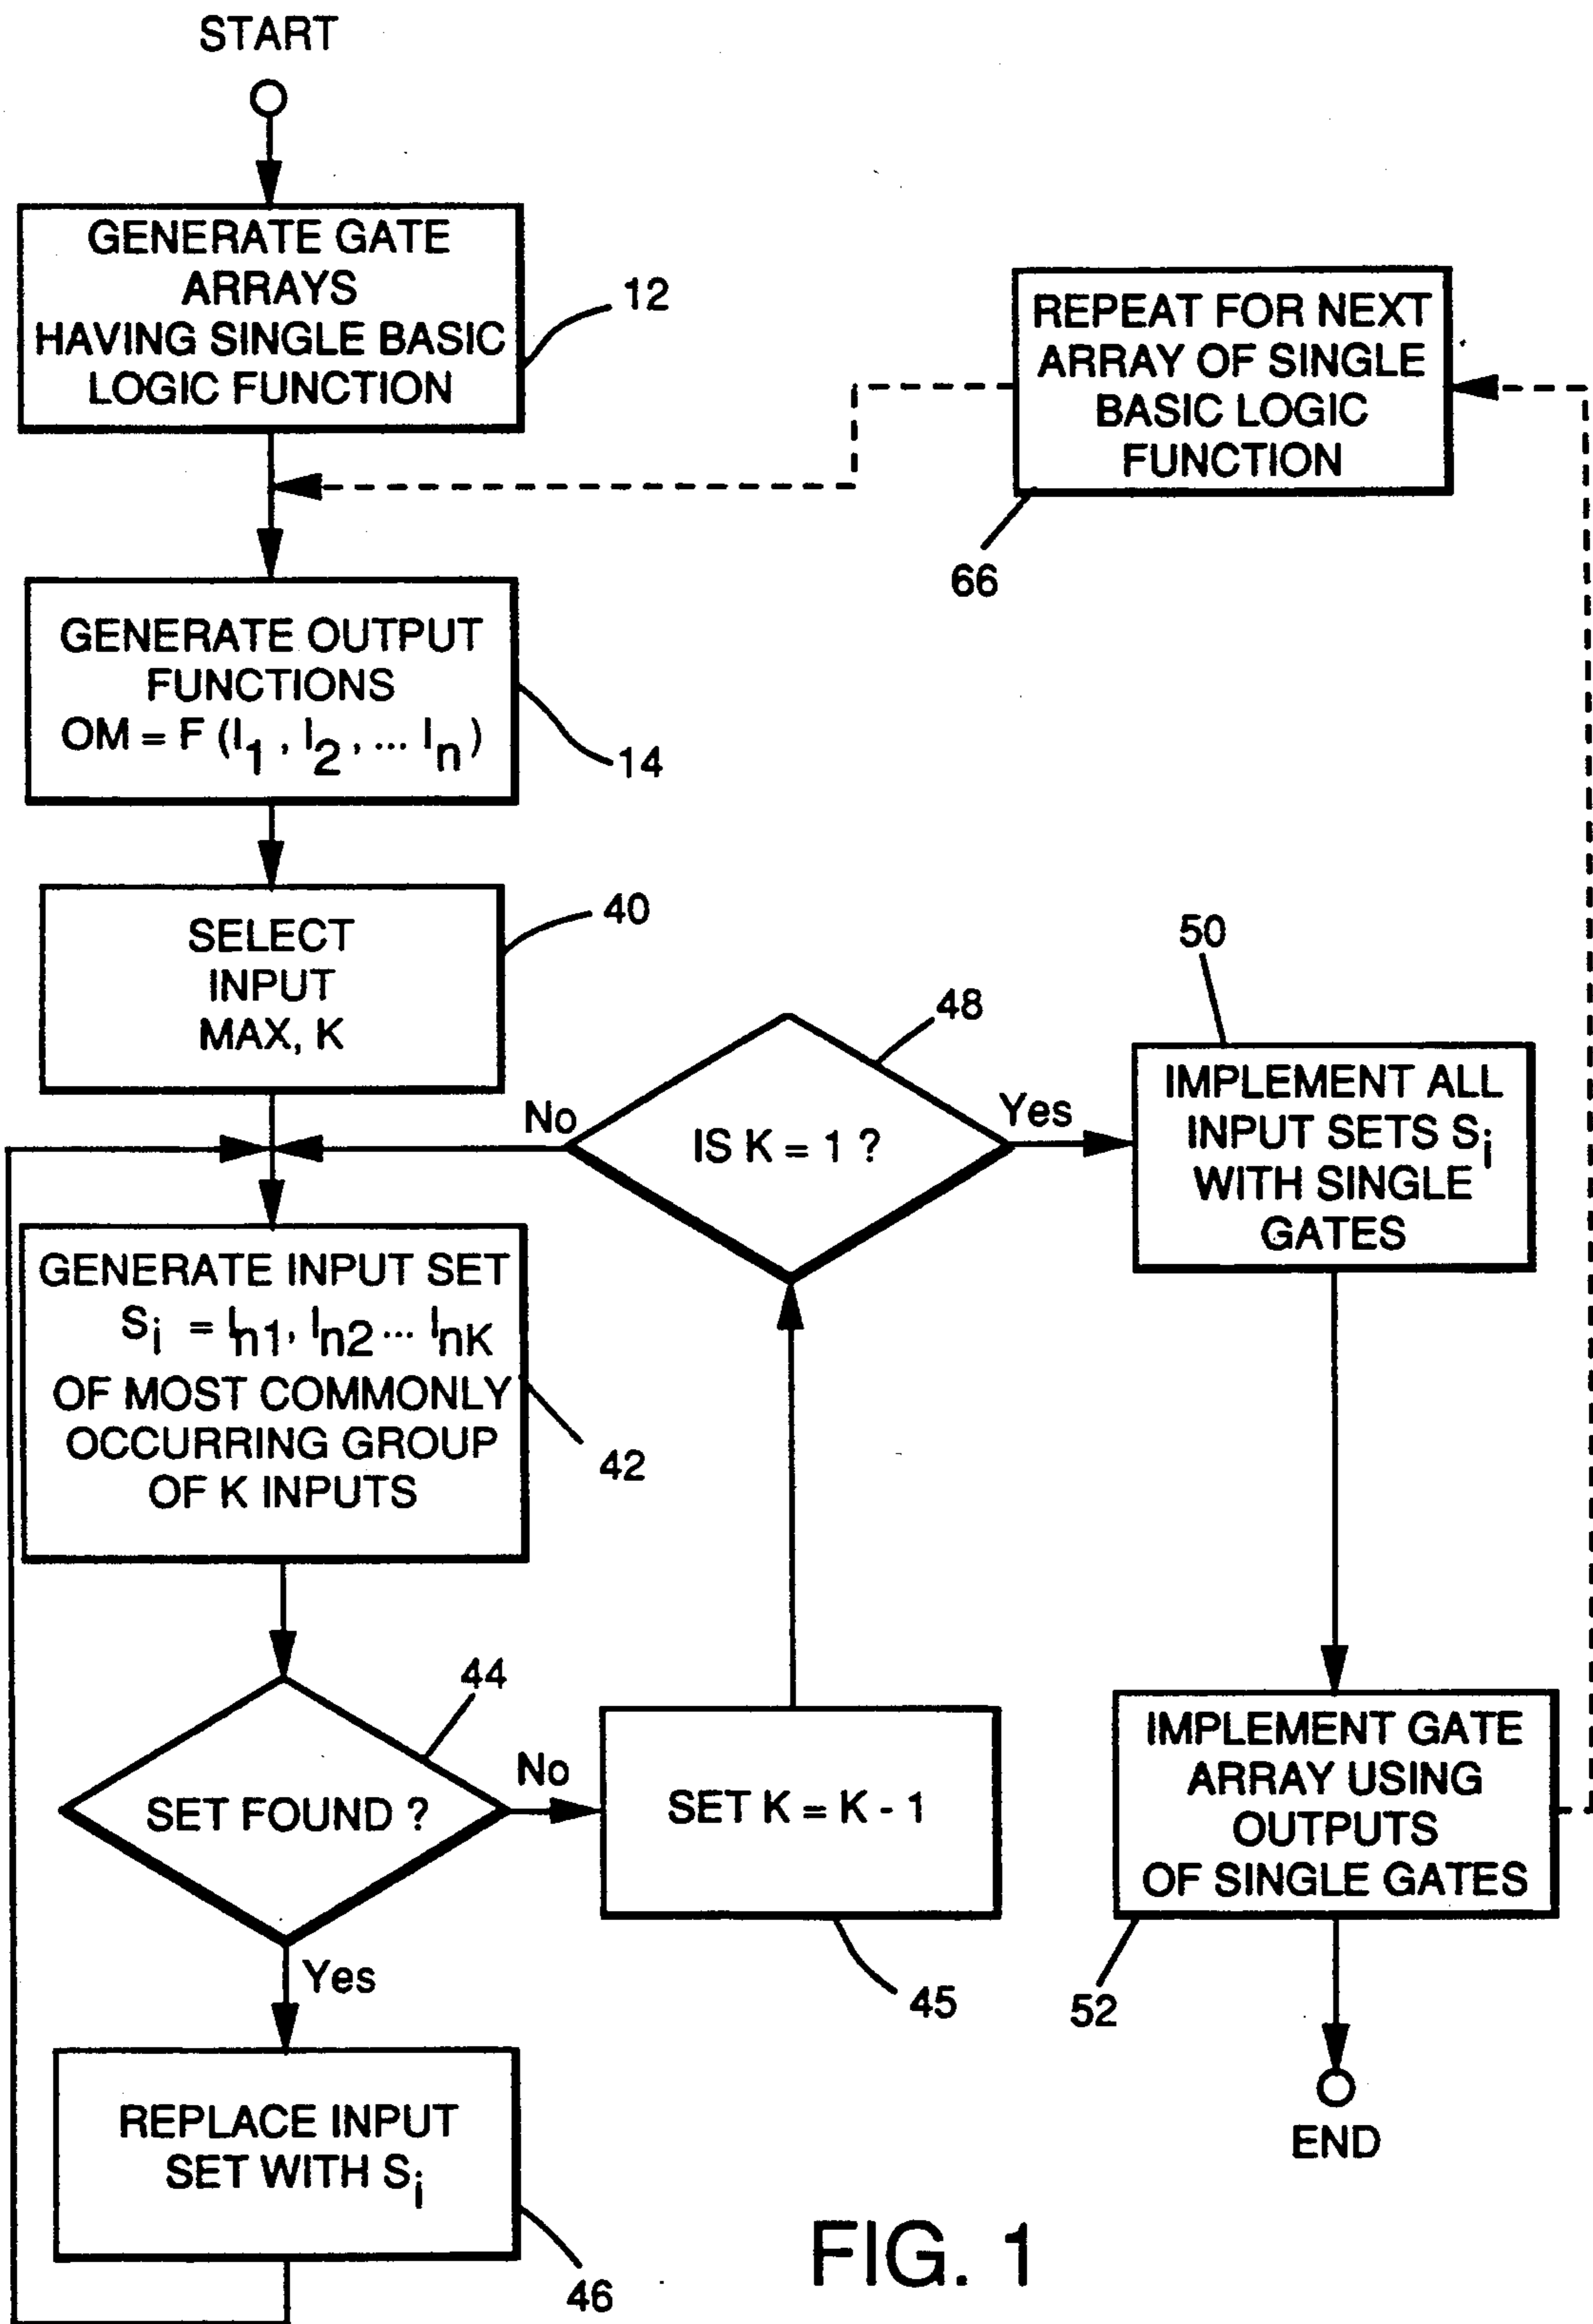 START
GENERATE GATE
ARRAYS
HAVING SINGLE BASIC
LOGIC FUNCTION
12
REPEAT FOR NEXT
ARRAY OF SINGLE
BASIC LOGIC
FUNCTION
66
GENERATE OUTPUT
FUNCTIONS
OM = F (I1 , I2 , ... In )
14
SELECT
INPUT
MAX, K
40
48
IS K = 1 ?
No
Yes
50
IMPLEMENT ALL
INPUT SETS Si
WITH SINGLE
GATES
GENERATE INPUT SET
Si = In1, In2 ... InK
OF MOST COMMONLY
OCCURRING GROUP
OF K INPUTS
42
44
SET FOUND ?
No
Yes
SET K = K - 1
45
IMPLEMENT GATE
ARRAY USING
OUTPUTS
OF SINGLE GATES
52
END
REPLACE INPUT
SET WITH Si
46
FIG. 1